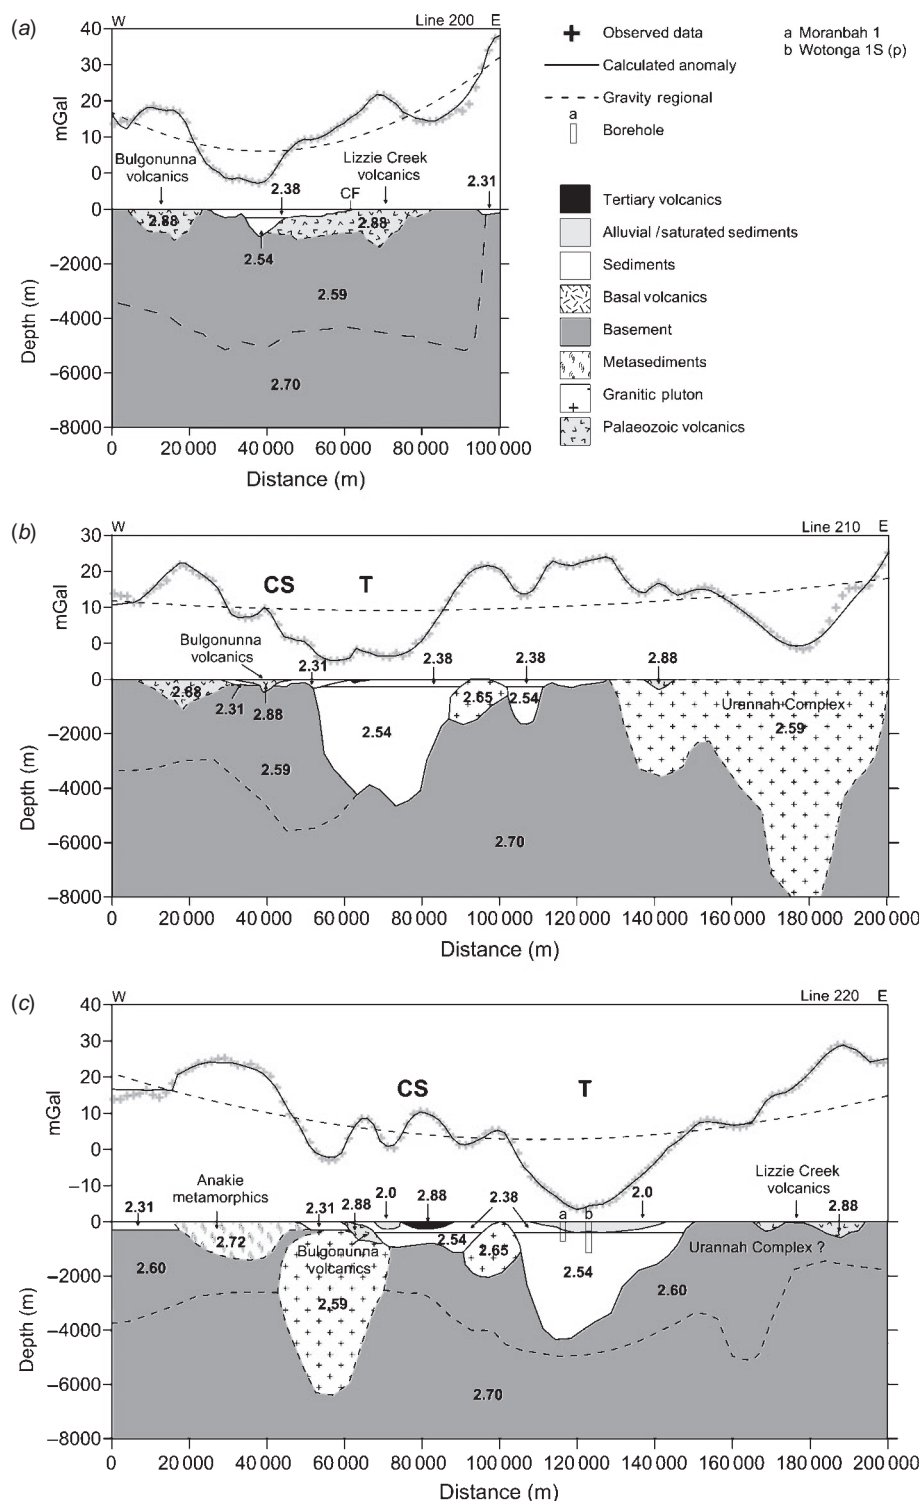 (a)
W
Line 200
E
40
30
20
10
0
mGal
Bulgonunna
volcanics
Lizzie Creek
volcanics
2.38
CF
2.31
0
2.88
2.88
2.54
−2000
2.59
−4000
−6000
2.70
−8000
Depth (m)
0
20 000
40 000
60 000
80 000
100 000
Distance (m)
Observed data
Calculated anomaly
Gravity regional
a
Borehole
a Moranbah 1
b Wotonga 1S (p)
Tertiary volcanics
Alluvial /saturated sediments
Sediments
Basal volcanics
Basement
Metasediments
Granitic pluton
Palaeozoic volcanics
(b)
W
Line 210
E
30
20
10
0
mGal
CS
T
Bulgonunna
volcanics
2.31
2.38
2.38
2.88
0
2.31
2.88
2.54
2.65
2.54
Urannah Complex
2.59
−2000
2.59
−4000
2.70
−6000
−8000
Depth (m)
0
20 000
40 000
60 000
80 000
100 000
120 000
140 000
160 000
180 000
200 000
Distance (m)
(c)
W
Line 220
E
40
30
20
10
0
−10
mGal
CS
T
Anakie
metamorphics
2.31
2.31
2.88
2.0
2.88
2.38
a
b
2.0
Lizzie Creek
volcanics
2.88
0
2.72
2.54
2.65
Bulgonunna
volcanics
Urannah Complex ?
2.60
2.54
2.60
−2000
2.59
−4000
−6000
2.70
−8000
Depth (m)
0
20 000
40 000
60 000
80 000
100 000
120 000
140 000
160 000
180 000
200 000
Distance (m)